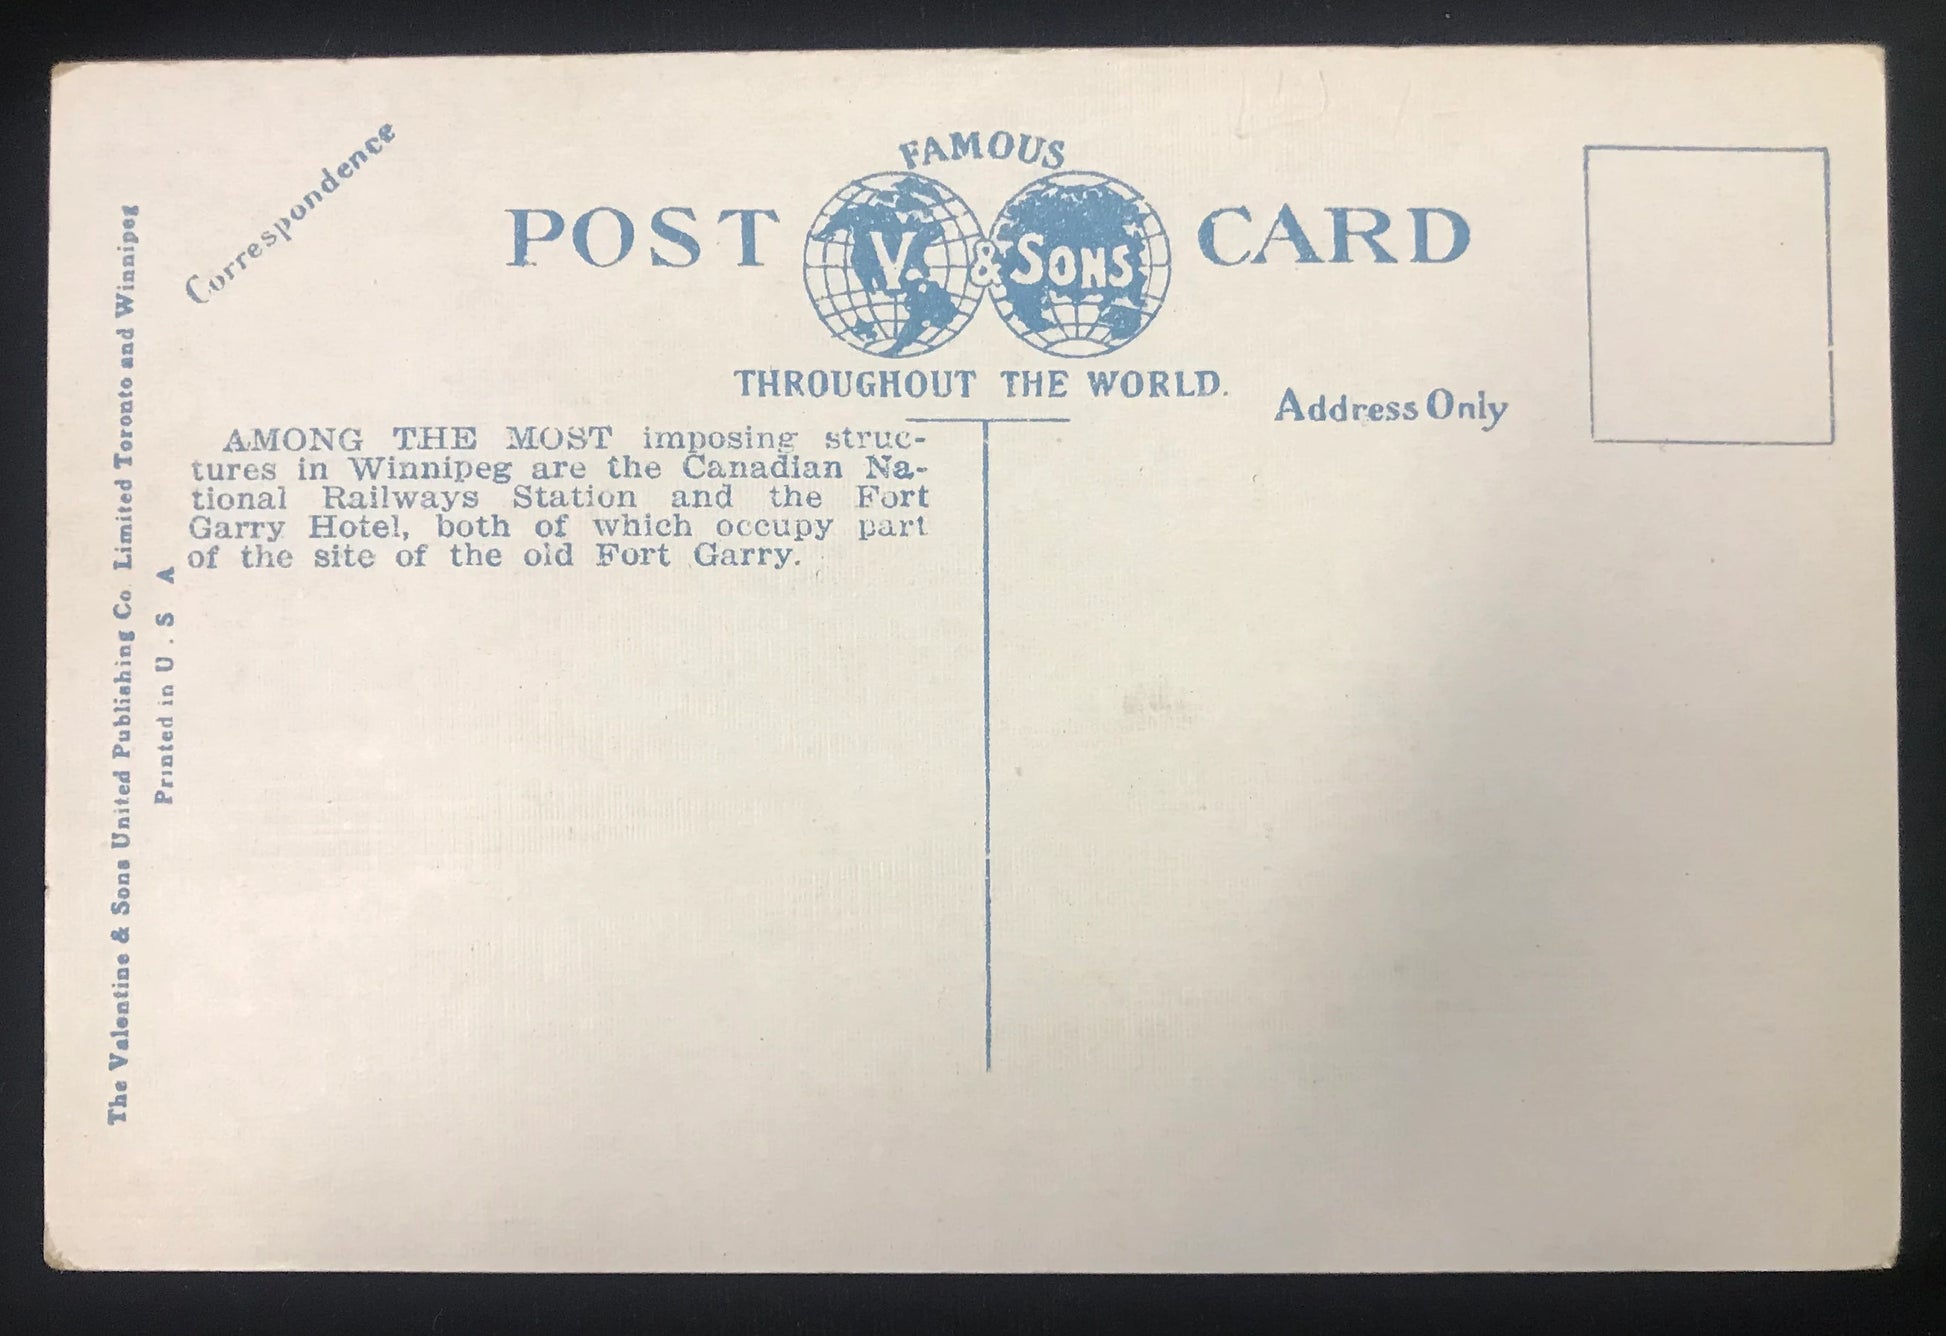 Correspondence
FAMOUS
POST V. & SONS CARD
THROUGHOUT THE WORLD.
Address Only
AMONG THE MOST imposing struc-
tures in Winnipeg are the Canadian Na-
tional Railways Station and the Fort
Garry Hotel, both of which occupy part
of the site of the old Fort Garry.
The Valentine & Sons United Publishing Co. Limited Toronto and Winnipeg
Printed in U. S A